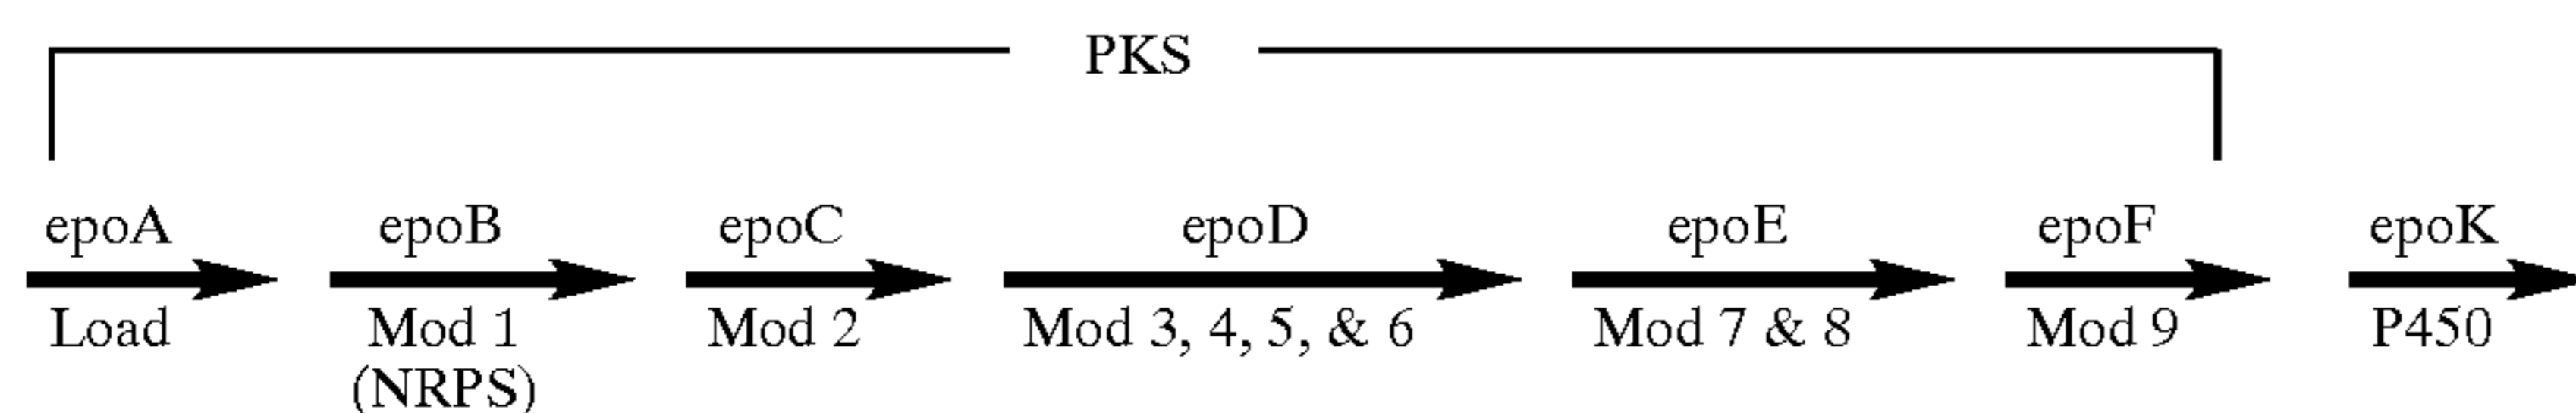 PKS
epoA epoB epoC epoD epoE epoF epoK
Load Mod 1 Mod 2 Mod 3, 4, 5, & 6 Mod 7 & 8 Mod 9 P450
(NRPS)